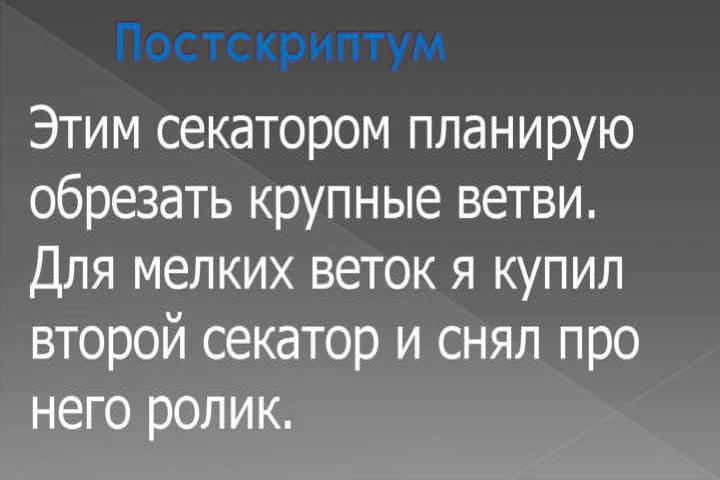 Постскриптум
Этим секатором планирую
обрезать крупные ветви.
Для мелких веток я купил
второй секатор и снял про
него ролик.